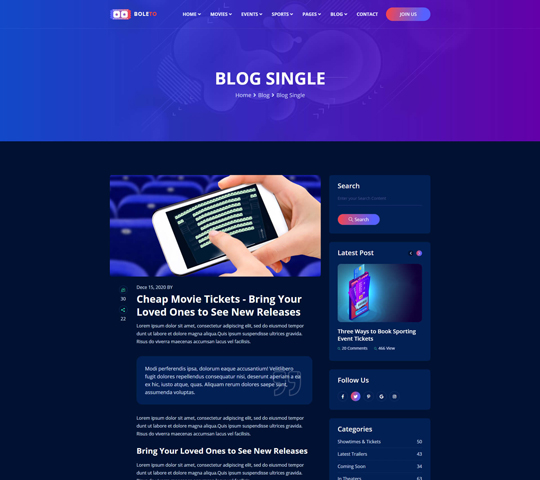 BOLETO
HOME MOVIES EVENTS SPORTS PAGES BLOG CONTACT JOIN US
BLOG SINGLE
Home > Blog > Blog Single
Dece 15, 2020 BY
30
22
Cheap Movie Tickets - Bring Your
Loved Ones to See New Releases
Lorem ipsum dolor sit amet, consectetur adipiscing elit, sed do eiusmod tempor
dunt ut labore et dolore magna aliqua.Quis ipsum suspendisse ultrices gravida.
Risus do viverra maecenas accumsan lacus vel facilisis.
Modi perferendis ipsa, dolorum eaque accusantium! Velitlibero
fugit dolores repellendus consequatur nisi, deserunt aperiam a ea
ex hic, iusto atque, quas. Aliquam rerum dolores saepe sunt,
assumenda voluptas.
Lorem ipsum dolor sit amet, consectetur adipiscing elit, sed do eiusmod tempor
dunt ut labore et dolore magna aliqua.Quis ipsum suspendisse ultrices gravida.
Risus do viverra maecenas accumsan lacus vel facilisis.
Bring Your Loved Ones to See New Releases
Lorem ipsum dolor sit amet, consectetur adipiscing elit, sed do eiusmod tempor
dunt ut labore et dolore magna aliqua.Quis ipsum suspendisse ultrices gravida.
Search
Enter your Search Content
Search
Latest Post
Three Ways to Book Sporting
Event Tickets
20 Comments 466 View
Follow Us
Categories
Showtimes & Tickets 50
Latest Trailers 43
Coming Soon 34
In Theaters 63